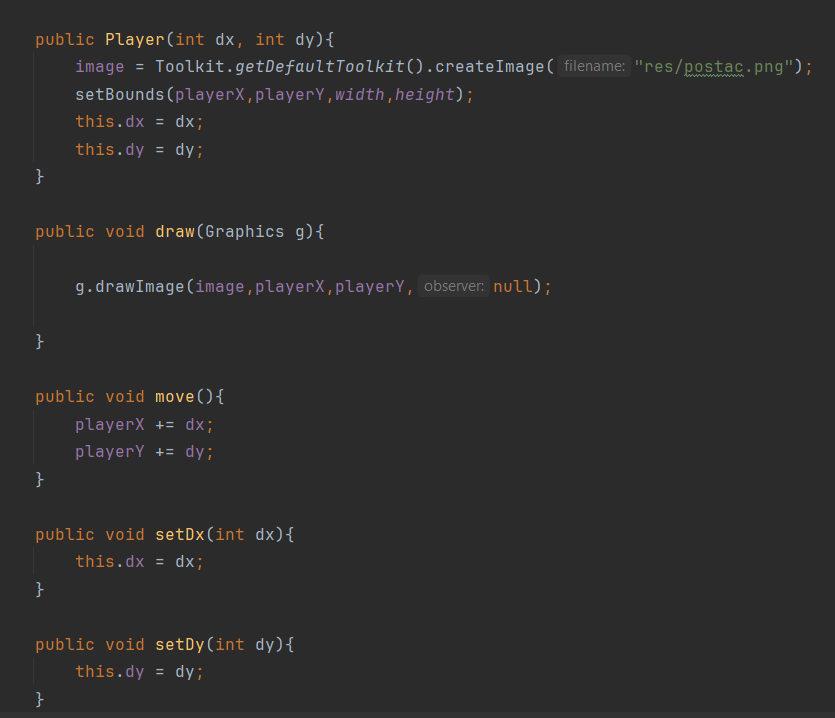 public Player(int dx, int dy){
image = Toolkit.getDefaultToolkit().createImage( filename: "res/postac.png");
setBounds(playerX,playerY,width,height);
this.dx = dx;
this.dy = dy;
}
public void draw(Graphics g){
g.drawImage(image,playerX,playerY, observer: null);
}
public void move(){
playerX += dx;
playerY += dy;
}
public void setDx(int dx){
this.dx = dx;
}
public void setDy(int dy){
this.dy = dy;
}